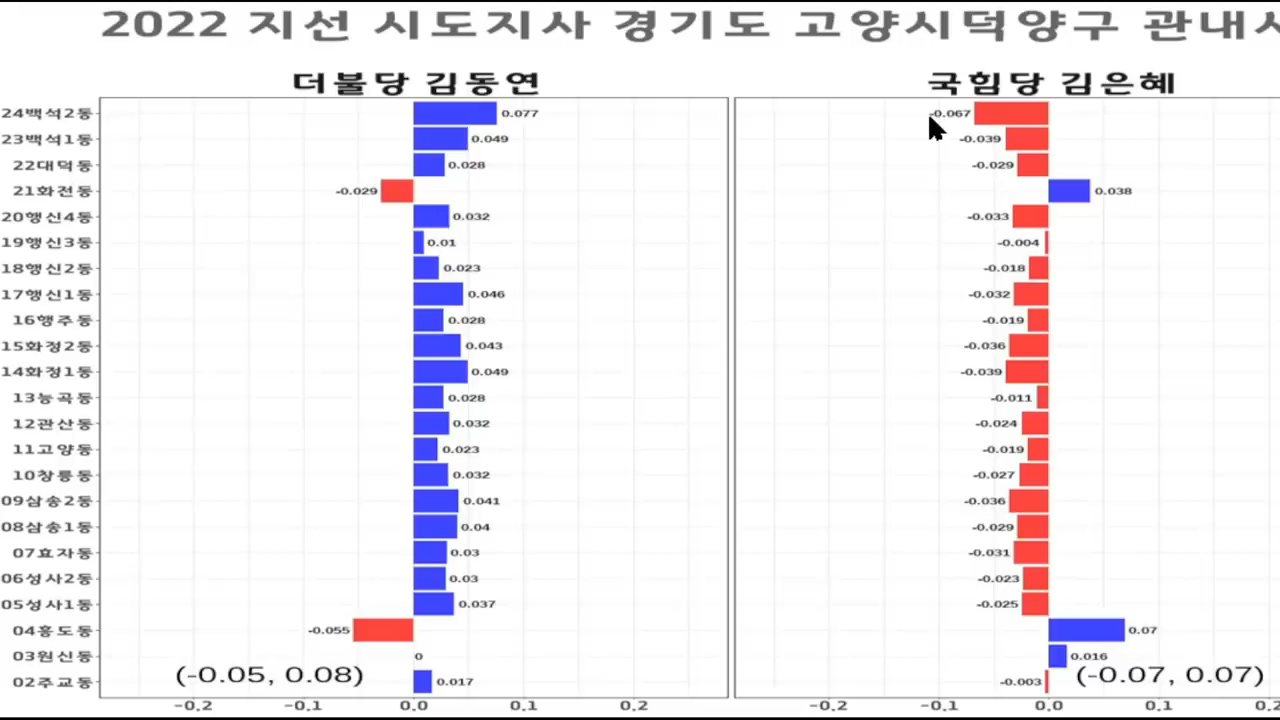 2022 지선 시도지사 경기도 고양시덕양구 관내사
더불당 김동연 국힘당 김은혜
24백석2동 0.077 -0.067
23백석1동 0.049 -0.039
22대덕동 0.028 -0.029
21화전동 -0.029 0.038
20행신4동 0.032 -0.033
19행신3동 0.01 -0.004
18행신2동 0.023 -0.018
17행신1동 0.046 -0.032
16행주동 0.028 -0.019
15화정2동 0.043 -0.036
14화정1동 0.049 -0.039
13능곡동 0.028 -0.011
12관산동 0.032 -0.024
11고양동 0.023 -0.019
10창릉동 0.032 -0.027
09삼송2동 0.041 -0.036
08삼송1동 0.04 -0.029
07효자동 0.03 -0.031
06성사2동 0.03 -0.023
05성사1동 0.037 -0.025
04흥도동 -0.055 0.07
03원신동 0 0.016
(-0.05, 0.08) (-0.07, 0.07)
02주교동 0.017 -0.003
-0.2 -0.1 0.0 0.1 0.2 -0.2 -0.1 0.0 0.1 0.2